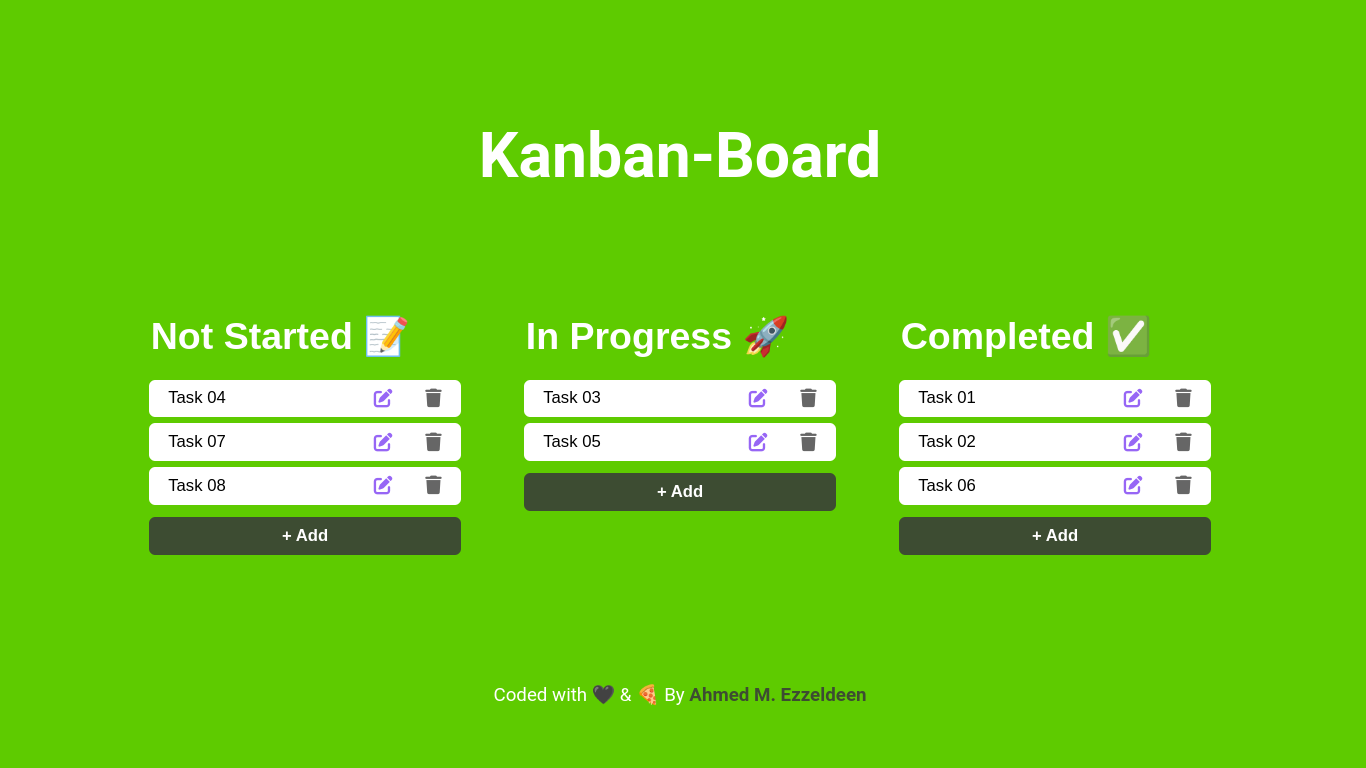 Kanban-Board
Not Started 📝
Task 04
Task 07
Task 08
+ Add
In Progress 🚀
Task 03
Task 05
+ Add
Completed ✅
Task 01
Task 02
Task 06
+ Add
Coded with 🖤 & 🍕 By Ahmed M. Ezzeldeen